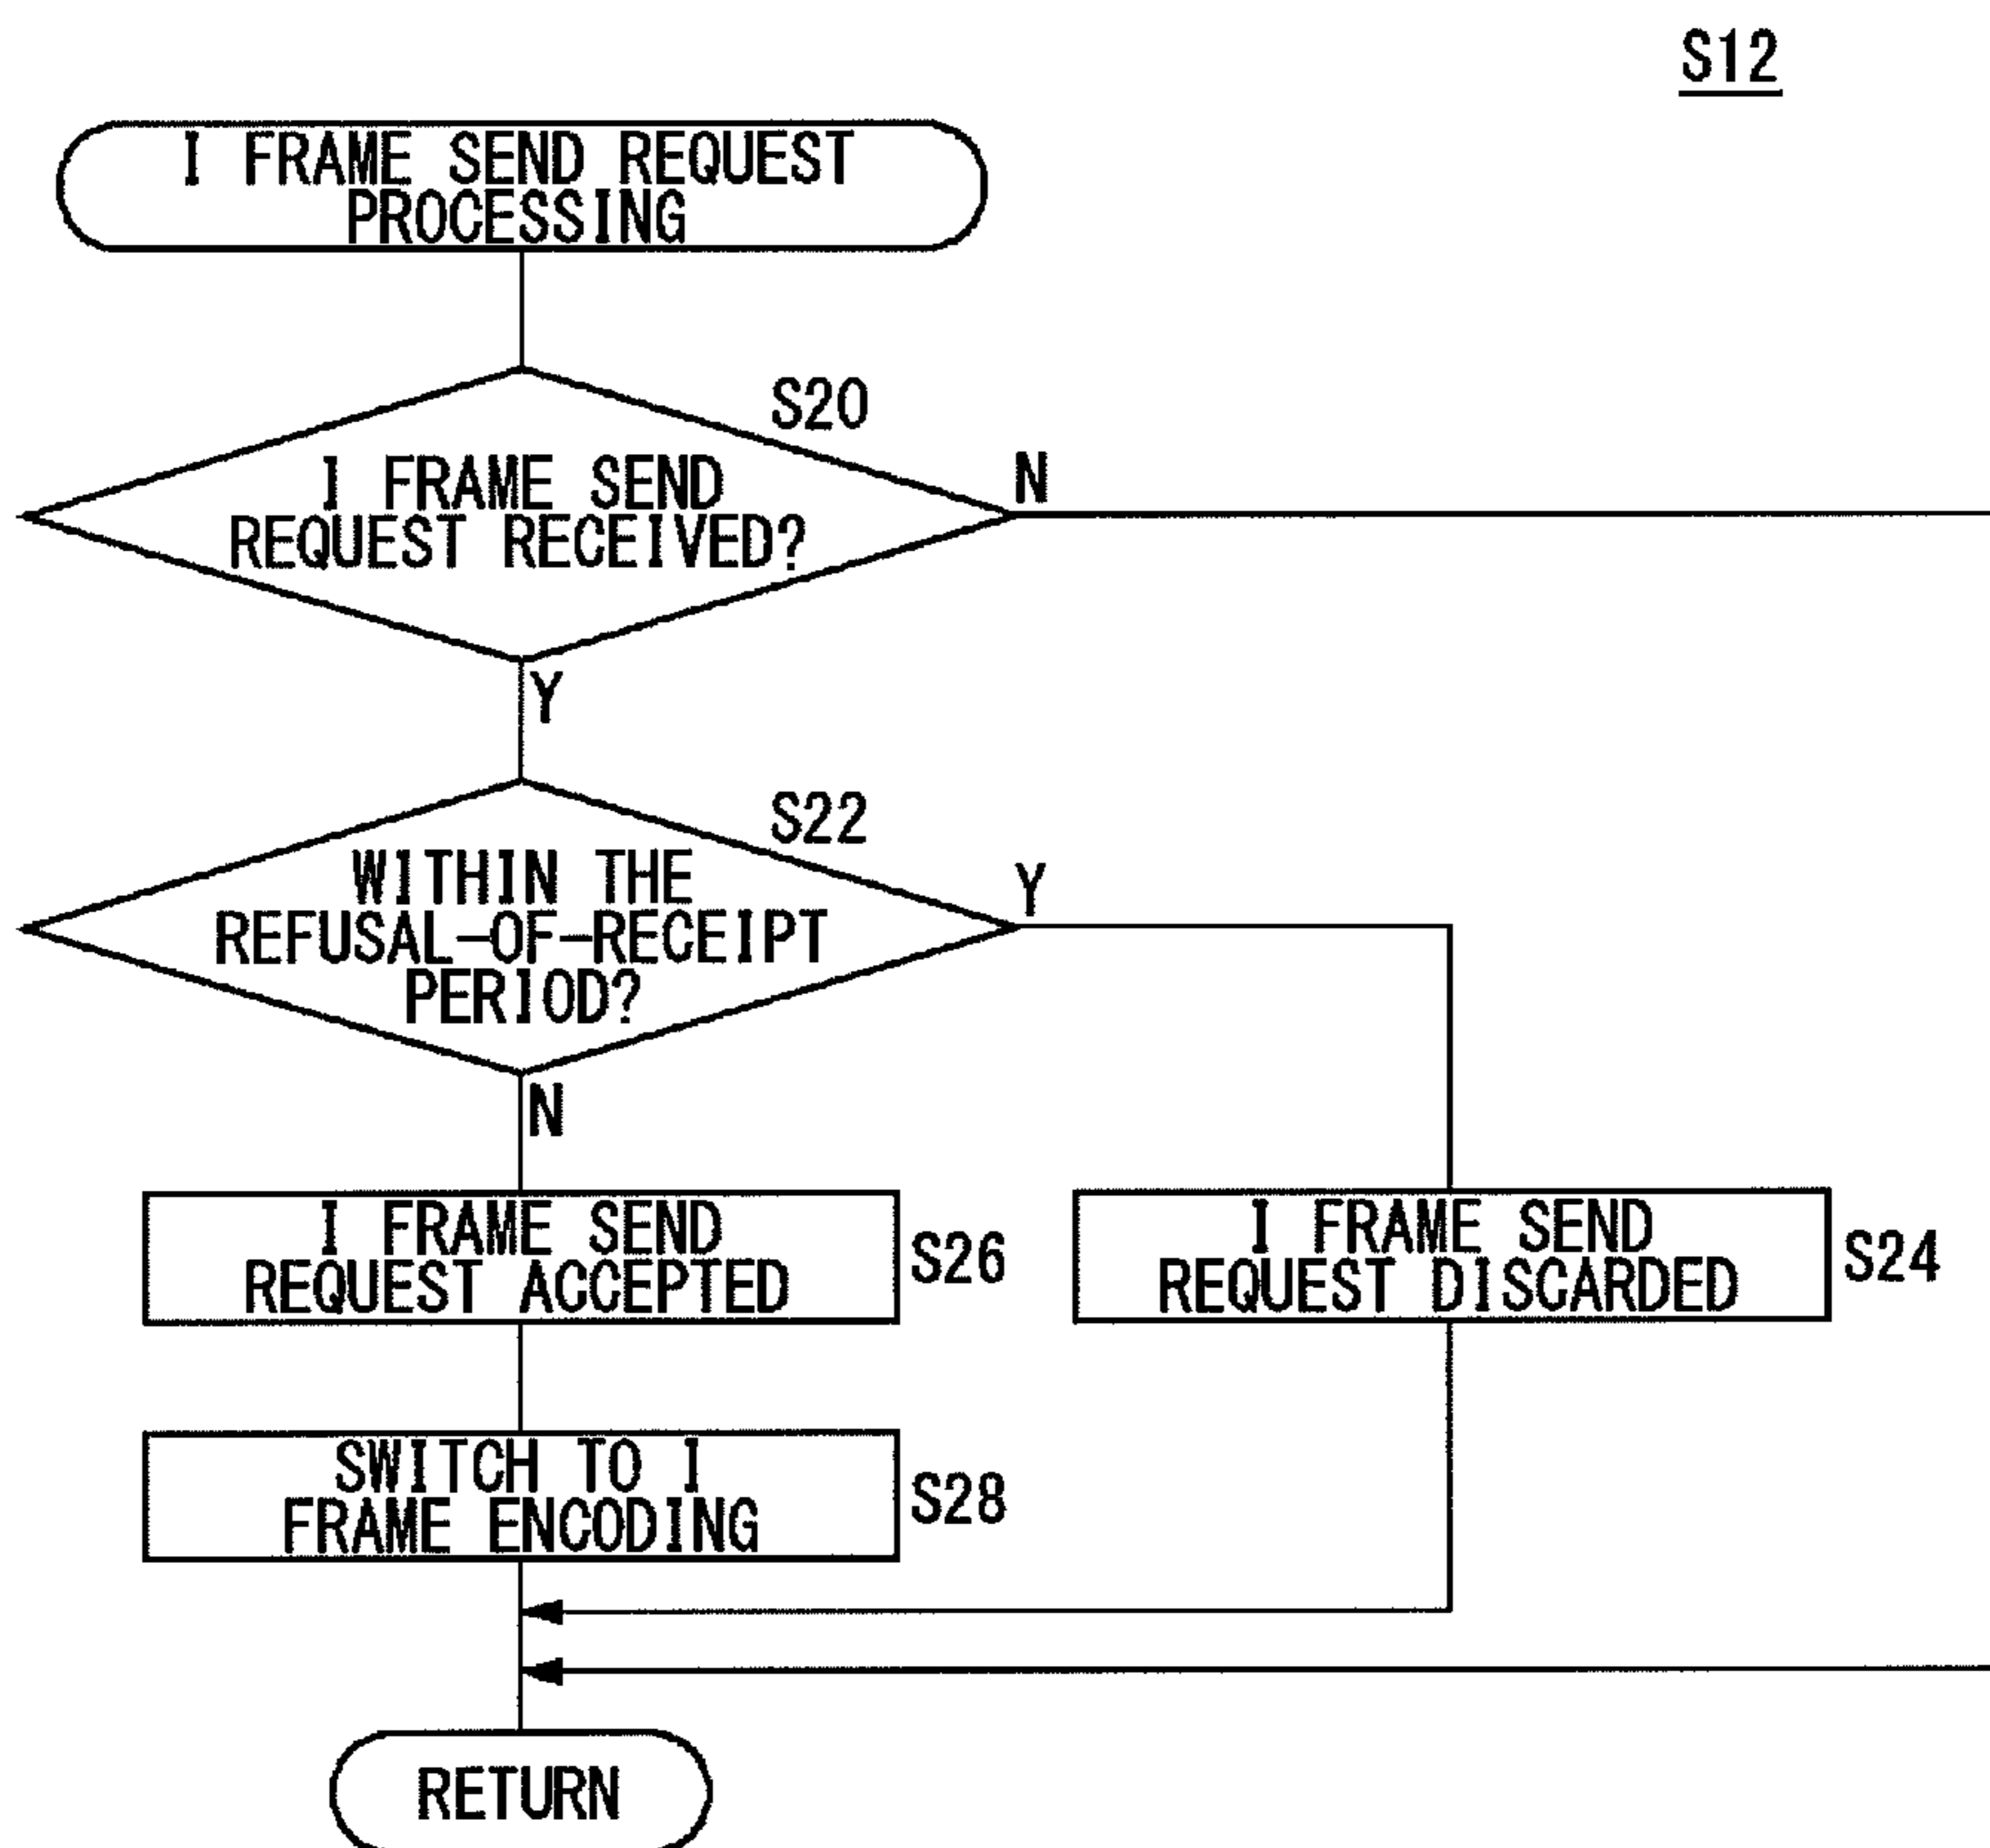 S12
I FRAME SEND REQUEST
PROCESSING
S20
I FRAME SEND
REQUEST RECEIVED?
N
Y
S22
WITHIN THE
REFUSAL-OF-RECEIPT
PERIOD?
Y
N
I FRAME SEND
REQUEST ACCEPTED
S26
I FRAME SEND
REQUEST DISCARDED
S24
SWITCH TO I
FRAME ENCODING
S28
RETURN